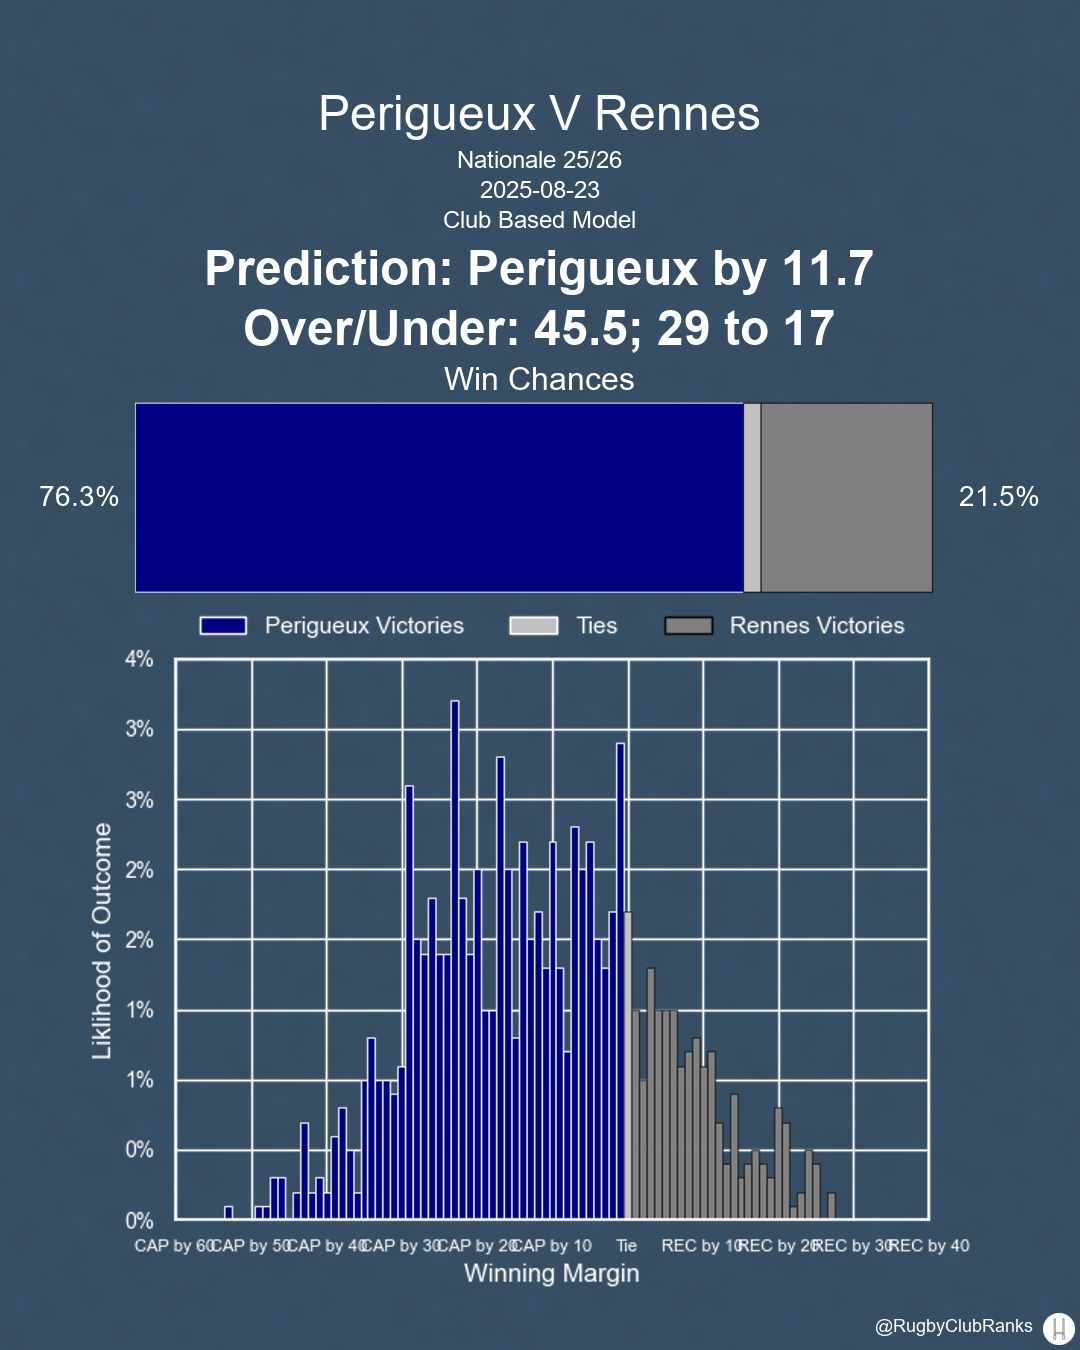 Perigueux V Rennes
Nationale 25/26
2025-08-23
Club Based Model
Prediction: Perigueux by 11.7
Over/Under: 45.5; 29 to 17
Win Chances
76.3%
21.5%
Perigueux Victories
Ties
Rennes Victories
4%
3%
3%
2%
2%
1%
1%
0%
0%
Liklihood of Outcome
CAP by 60
CAP by 50
CAP by 40
CAP by 30
CAP by 20
CAP by 10
Tie
REC by 10
REC by 20
REC by 30
REC by 40
Winning Margin
@RugbyClubRanks